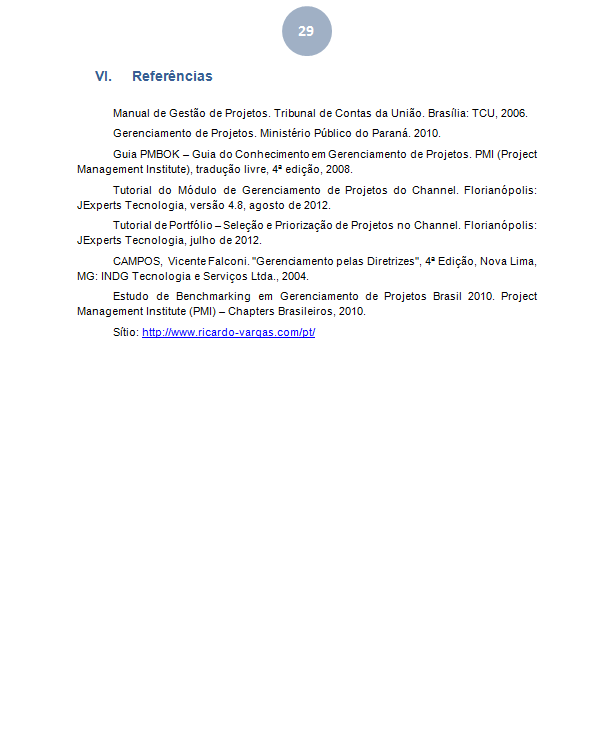 29
VI. Referências
Manual de Gestão de Projetos. Tribunal de Contas da União. Brasília: TCU, 2006.
Gerenciamento de Projetos. Ministério Público do Paraná. 2010.
Guia PMBOK – Guia do Conhecimento em Gerenciamento de Projetos. PMI (Project
Management Institute), tradução livre, 4ª edição, 2008.
Tutorial do Módulo de Gerenciamento de Projetos do Channel. Florianópolis:
JExperts Tecnologia, versão 4.8, agosto de 2012.
Tutorial de Portfólio – Seleção e Priorização de Projetos no Channel. Florianópolis:
JExperts Tecnologia, julho de 2012.
CAMPOS, Vicente Falconi. "Gerenciamento pelas Diretrizes", 4ª Edição, Nova Lima,
MG: INDG Tecnologia e Serviços Ltda., 2004.
Estudo de Benchmarking em Gerenciamento de Projetos Brasil 2010. Project
Management Institute (PMI) – Chapters Brasileiros, 2010.
Sítio: http://www.ricardo-vargas.com/pt/